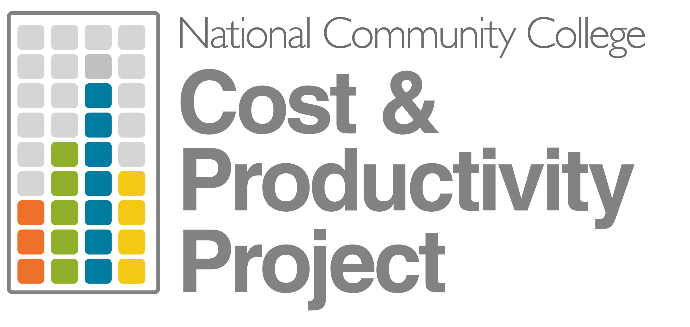 National Community College
Cost &
Productivity
Project